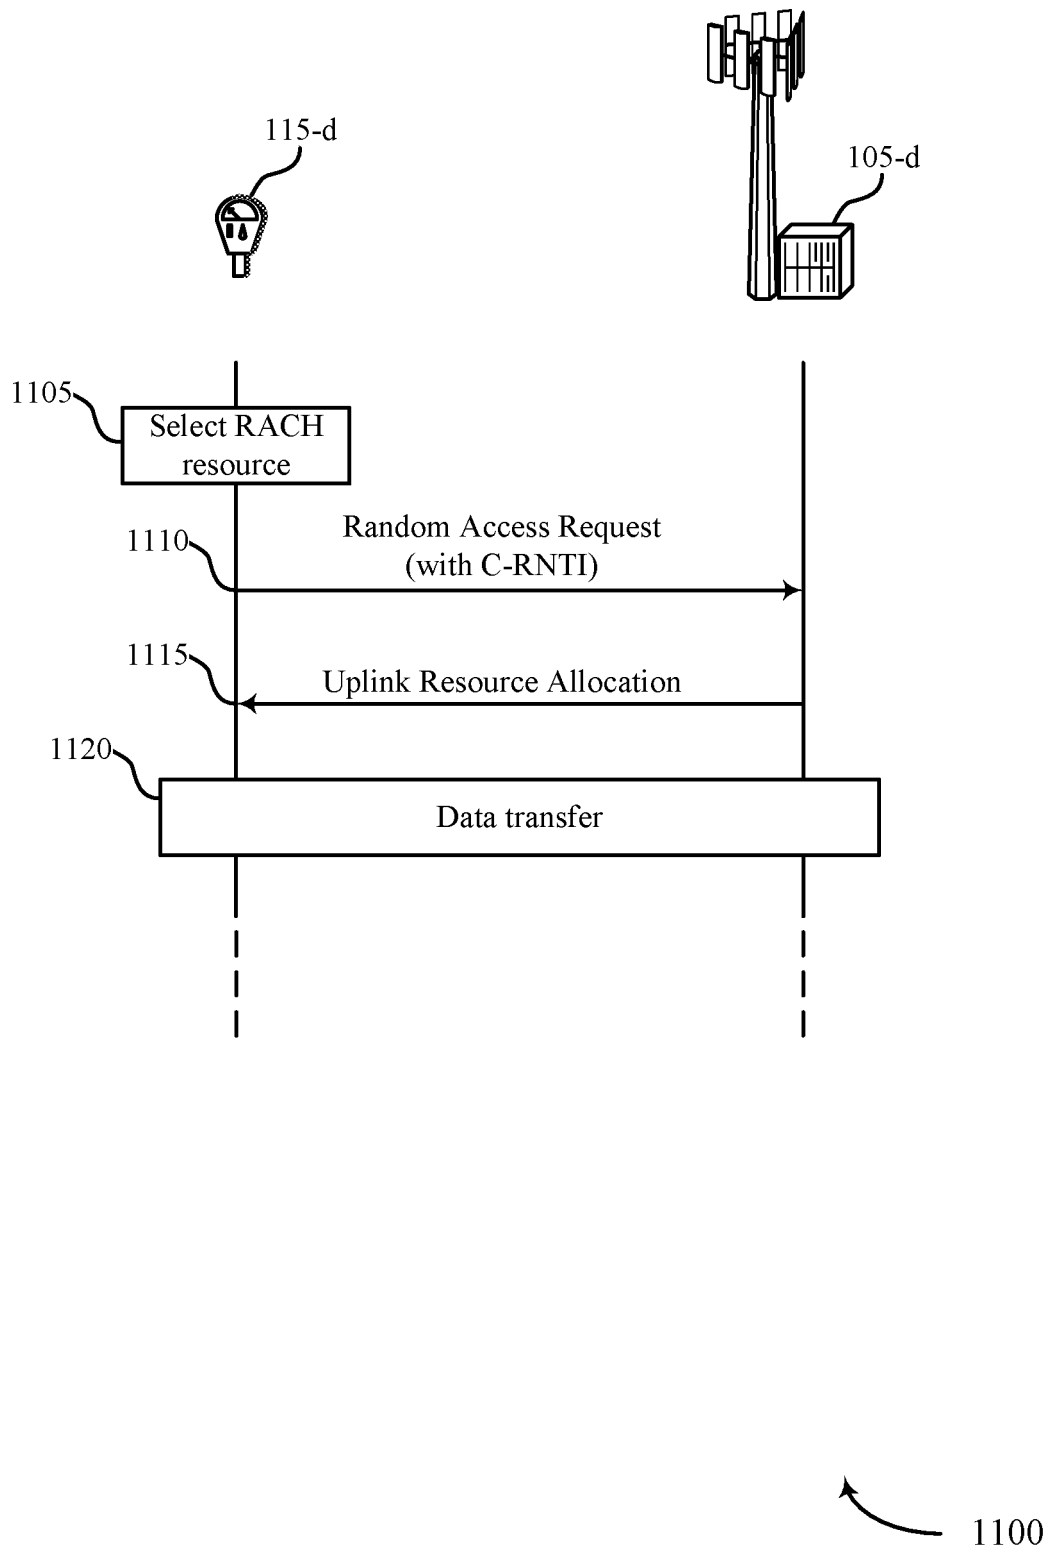 115-d
105-d
1105
Select RACH
resource
1110
Random Access Request
(with C-RNTI)
1115
Uplink Resource Allocation
1120
Data transfer
1100